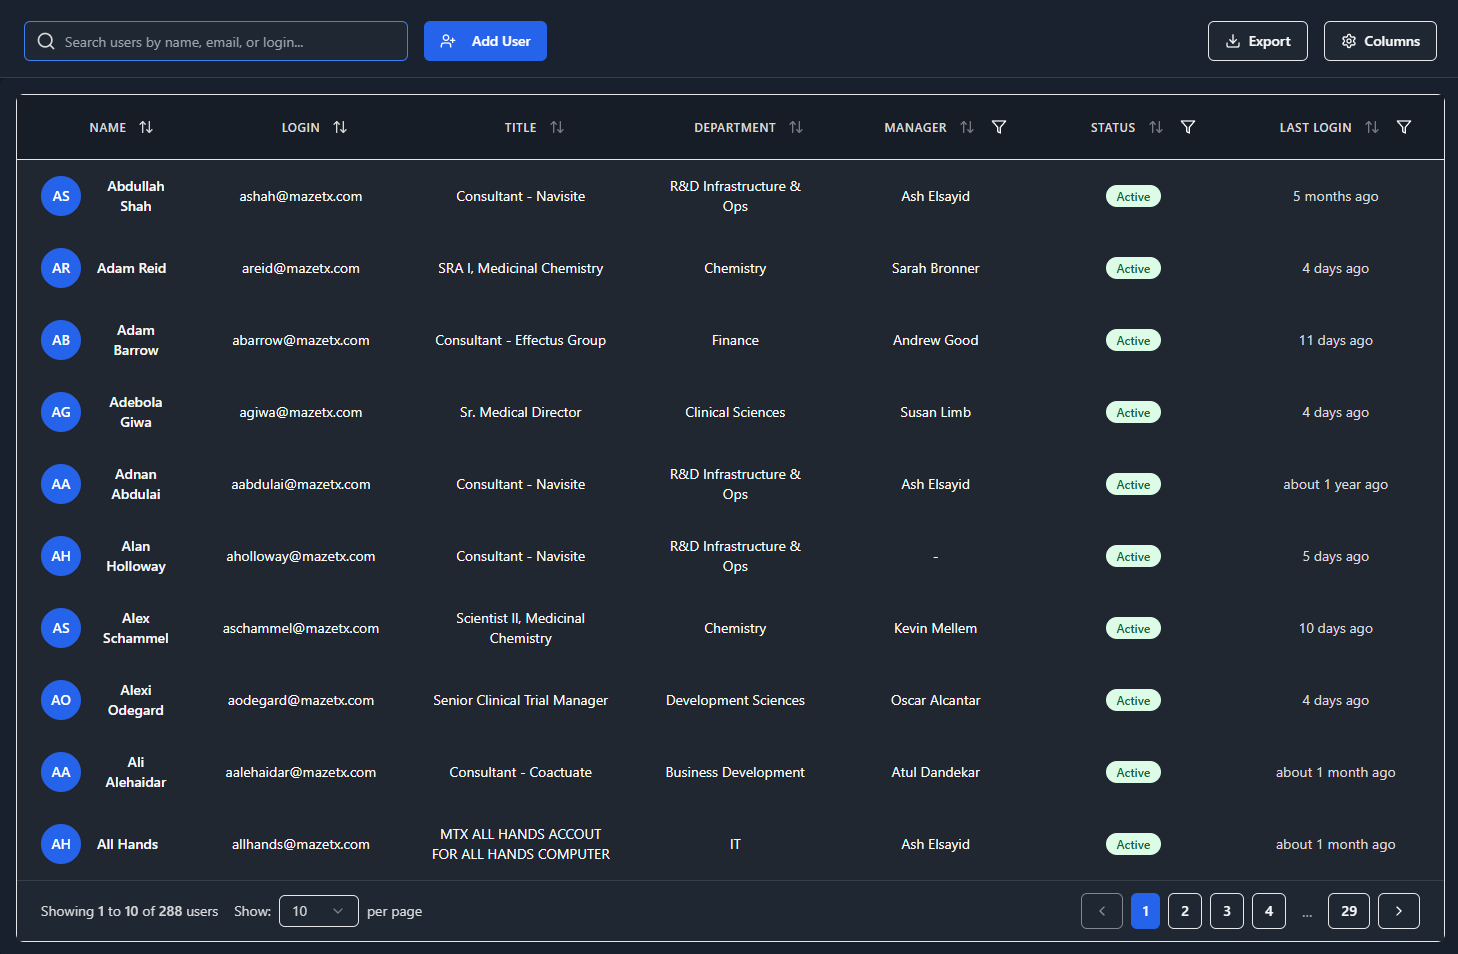 Search users by name, email, or login...
Add User
Export
Columns
NAME LOGIN TITLE DEPARTMENT MANAGER STATUS LAST LOGIN
AS Abdullah Shah ashah@mazetx.com Consultant - Navisite R&D Infrastructure & Ops Ash Elsayid Active 5 months ago
AR Adam Reid areid@mazetx.com SRA I, Medicinal Chemistry Chemistry Sarah Bronner Active 4 days ago
AB Adam Barrow abarrow@mazetx.com Consultant - Effectus Group Finance Andrew Good Active 11 days ago
AG Adebola Giwa agiwa@mazetx.com Sr. Medical Director Clinical Sciences Susan Limb Active 4 days ago
AA Adnan Abdulai aabdulai@mazetx.com Consultant - Navisite R&D Infrastructure & Ops Ash Elsayid Active about 1 year ago
AH Alan Holloway aholloway@mazetx.com Consultant - Navisite R&D Infrastructure & Ops - Active 5 days ago
AS Alex Schammel aschammel@mazetx.com Scientist II, Medicinal Chemistry Chemistry Kevin Mellem Active 10 days ago
AO Alexi Odegard aodegard@mazetx.com Senior Clinical Trial Manager Development Sciences Oscar Alcantar Active 4 days ago
AA Ali Alehaidar aalehaidar@mazetx.com Consultant - Coactuate Business Development Atul Dandekar Active about 1 month ago
AH All Hands allhands@mazetx.com MTX ALL HANDS ACCOUT FOR ALL HANDS COMPUTER IT Ash Elsayid Active about 1 month ago
Showing 1 to 10 of 288 users Show: 10 per page
1 2 3 4 ... 29